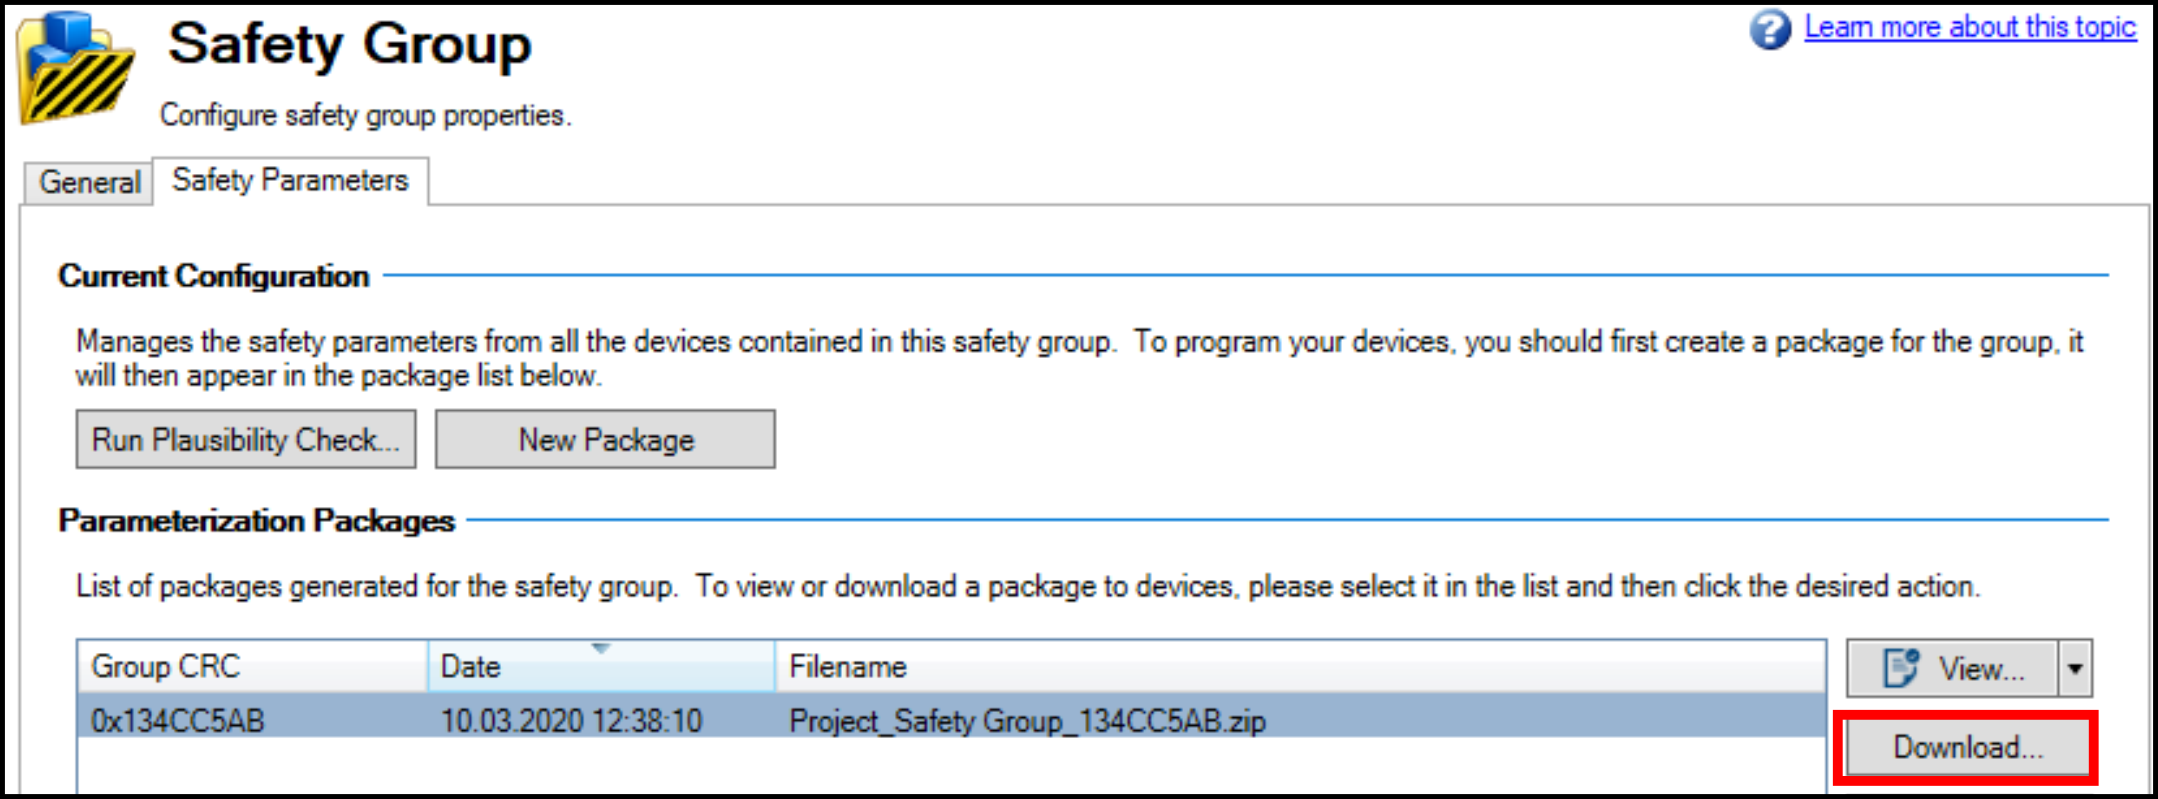 Safety Group
Learn more about this topic
Configure safety group properties.
General
Safety Parameters
Current Configuration
Manages the safety parameters from all the devices contained in this safety group.  To program your devices, you should first create a package for the group, it
will then appear in the package list below.
Run Plausibility Check...
New Package
Parameterization Packages
List of packages generated for the safety group.  To view or download a package to devices, please select it in the list and then click the desired action.
Group CRC
Date
Filename
View...
0x134CC5AB
10.03.2020 12:38:10
Project_Safety Group_134CC5AB.zip
Download...